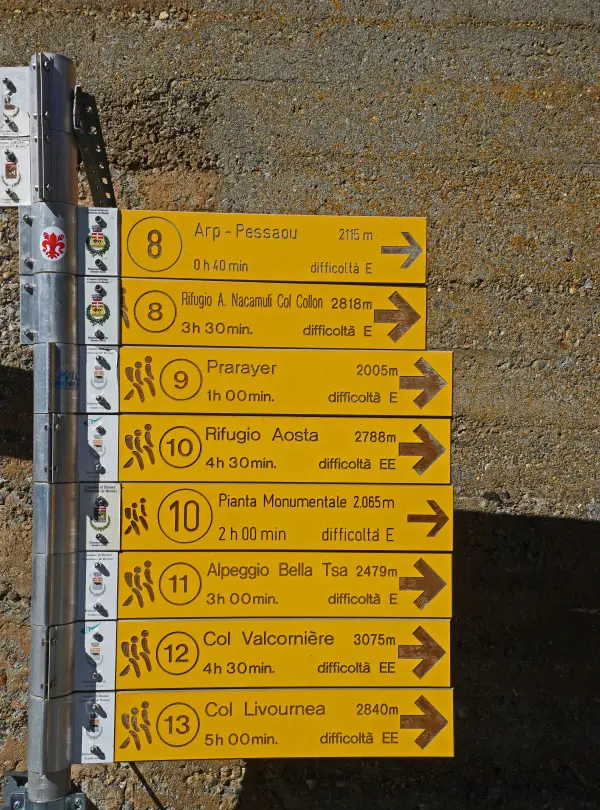 8 Arp - Pessaou 2115 m
0 h 40 min difficoltà E
8 Rifugio A. Nacamuli Col Collon 2818m
3h 30min. difficoltà E
9 Prarayer 2005m
1h 00min. difficoltà E
10 Rifugio Aosta 2788m
4h 30min. difficoltà EE
10 Pianta Monumentale 2.065m
2 h 00 min difficoltà E
11 Alpeggio Bella Tsa 2479m
3h 00min. difficoltà E
12 Col Valcornière 3075m
4h 30min. difficoltà EE
13 Col Livournea 2840m
5h 00min. difficoltà EE